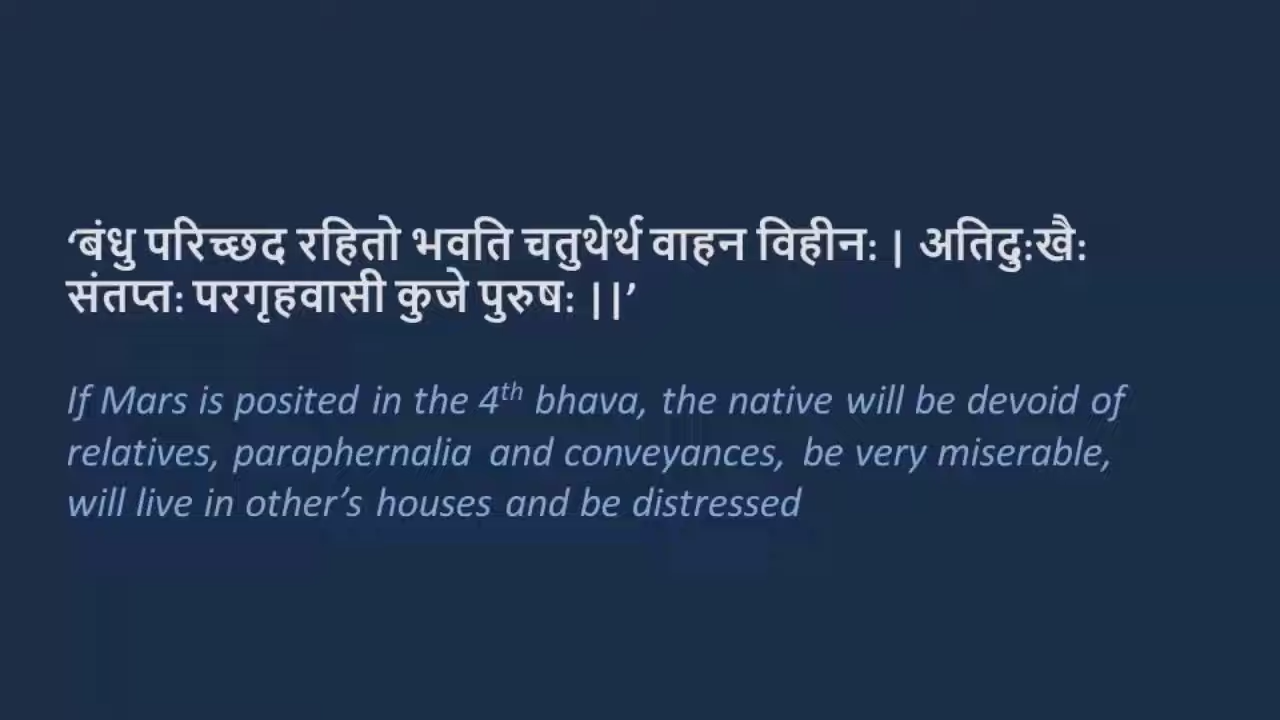 ‘बंधु परिच्छद रहितो भवति चतुथेर्थ वाहन विहीनः | अतिदुःखैः
संतप्तः परगृहवासी कुजे पुरुषः ||’
If Mars is posited in the 4th bhava, the native will be devoid of
relatives, paraphernalia and conveyances, be very miserable,
will live in other’s houses and be distressed